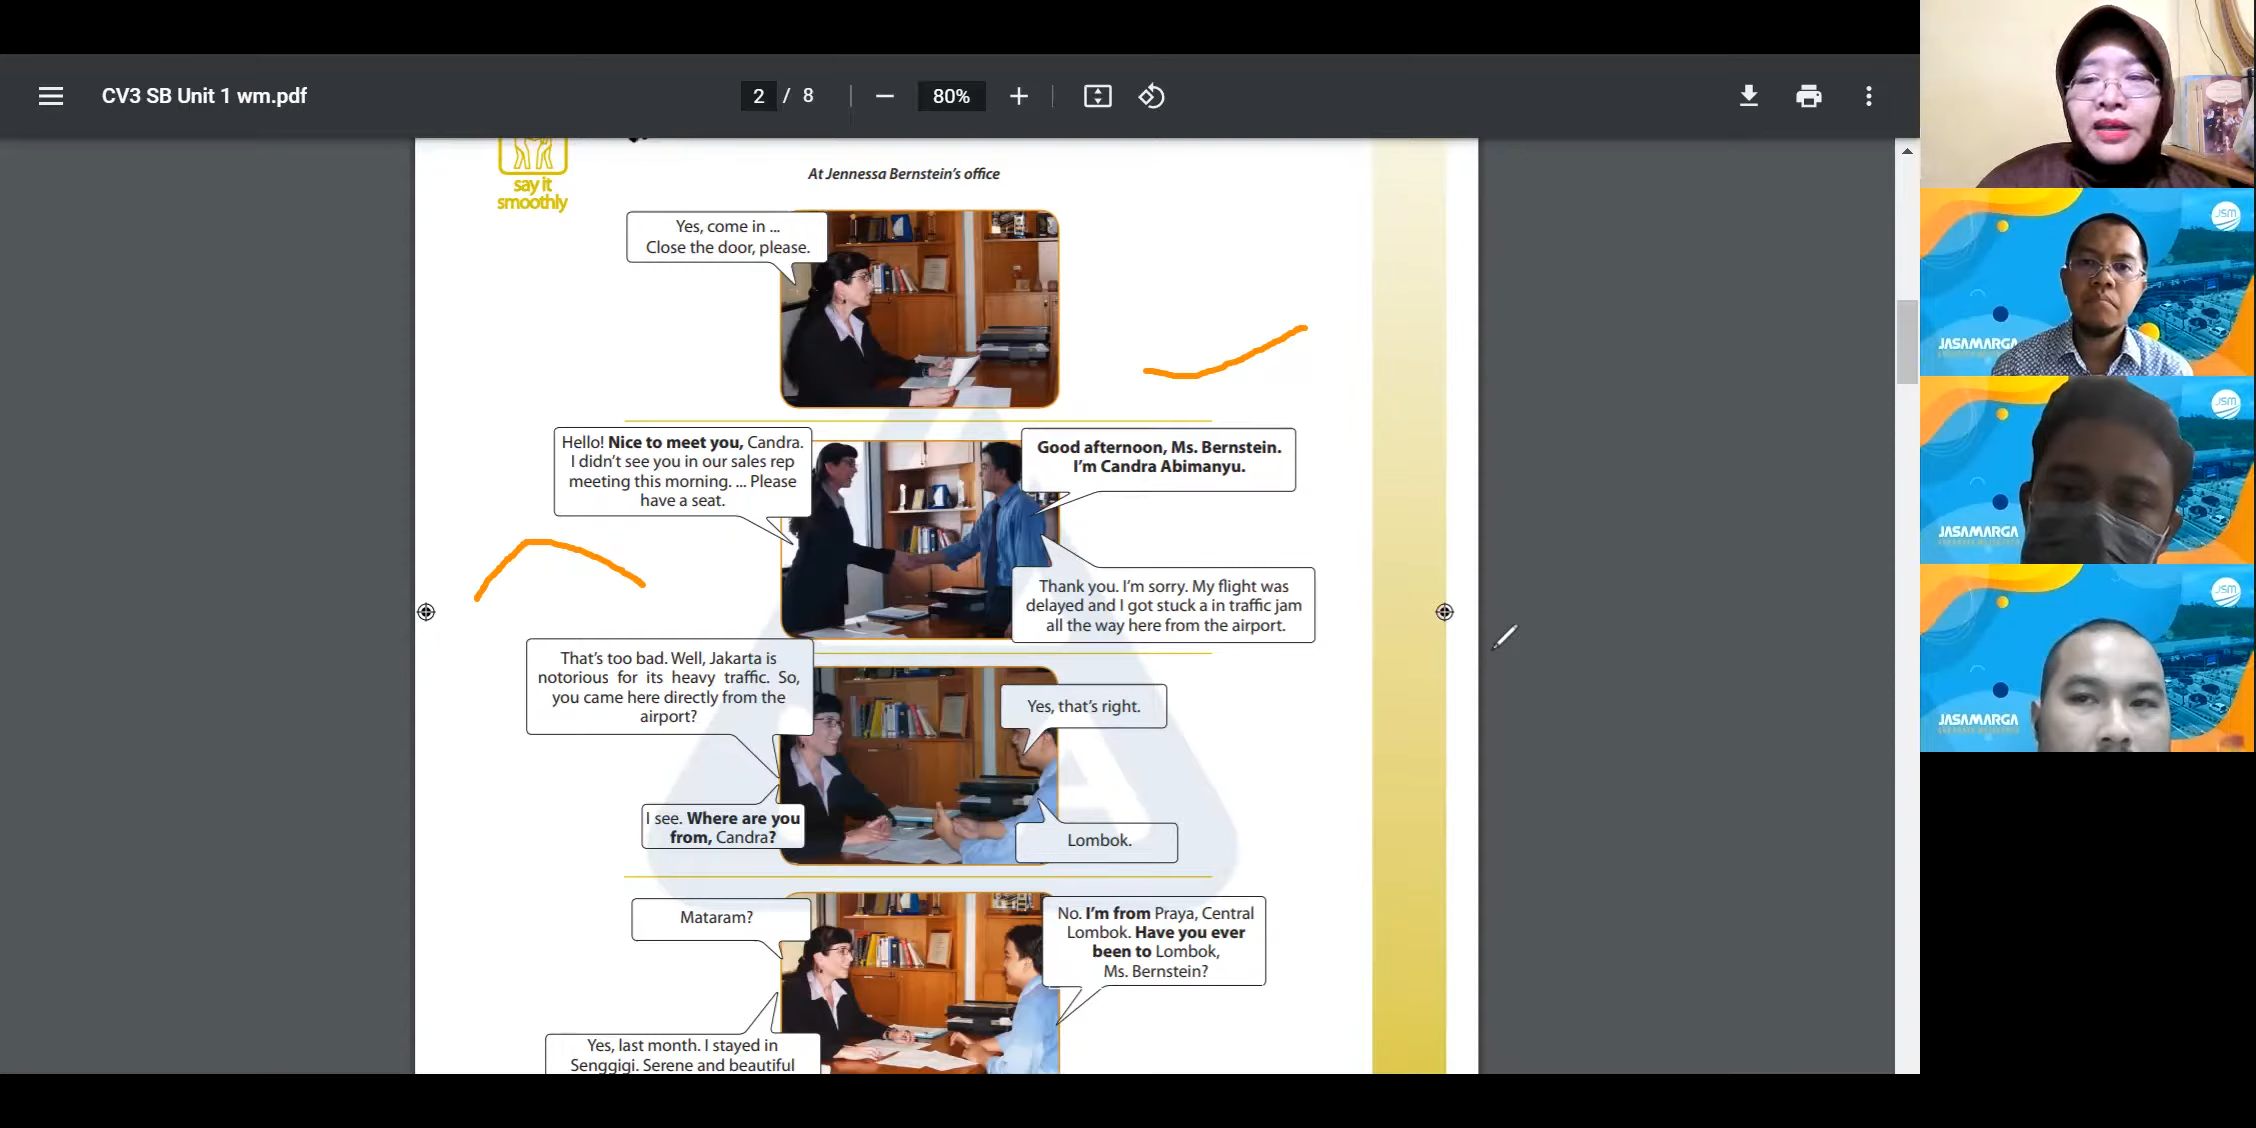 CV3 SB Unit 1 wm.pdf
2 / 8
80%
say it
smoothly
At Jennessa Bernstein's office
Yes, come in ...
Close the door, please.
Hello! Nice to meet you, Candra.
I didn't see you in our sales rep
meeting this morning. ... Please
have a seat.
Good afternoon, Ms. Bernstein.
I'm Candra Abimanyu.
Thank you. I'm sorry. My flight was
delayed and I got stuck a in traffic jam
all the way here from the airport.
That's too bad. Well, Jakarta is
notorious for its heavy traffic. So,
you came here directly from the
airport?
Yes, that's right.
I see. Where are you
from, Candra?
Lombok.
Mataram?
No. I'm from Praya, Central
Lombok. Have you ever
been to Lombok,
Ms. Bernstein?
Yes, last month. I stayed in
Senggigi. Serene and beautiful
JSM
JASAMARGA
JSM
JASAMARGA
JSM
JASAMARGA